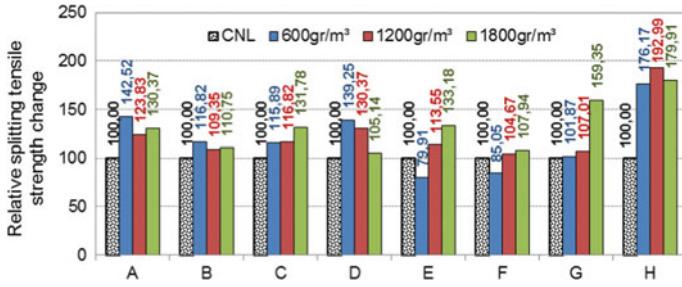 Relative splitting tensile
strength change
250
200
150
100
50
0
CNL 600gr/m³ 1200gr/m³ 1800gr/m³
100,00 142,52 123,83 130,37
100,00 116,82 109,35 110,75
100,00 115,89 116,82 131,78
100,00 139,25 130,37 105,14
100,00 79,91 113,55 133,18
100,00 85,05 104,67 107,94
100,00 101,87 107,01 159,35
100,00 176,17 192,99 179,91
A B C D E F G H